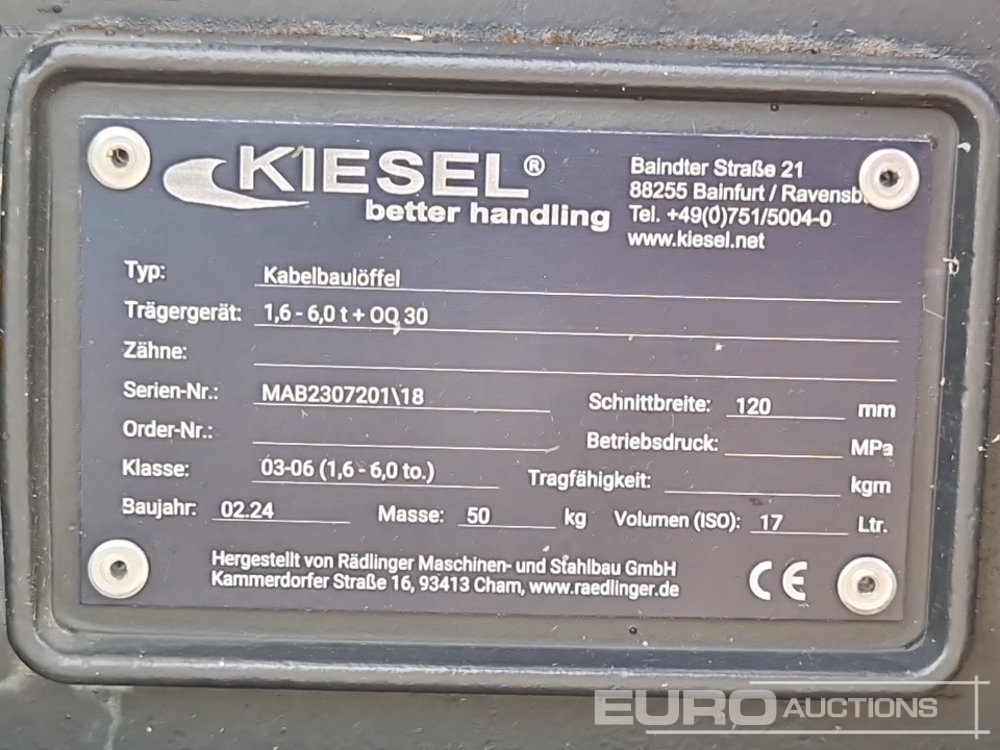 KIESEL®
better handling
Baindter Straße 21
88255 Bainfurt / Ravensb
Tel. +49(0)751/5004-0
www.kiesel.net
Typ: Kabelbaulöffel
Trägergerät: 1,6 - 6,0 t + OQ 30
Zähne:
Serien-Nr.: MAB2307201\18 Schnittbreite: 120 mm
Order-Nr.: Betriebsdruck: MPa
Klasse: 03-06 (1,6 - 6,0 to.) Tragfähigkeit: kgm
Baujahr: 02.24 Masse: 50 kg Volumen (ISO): 17 Ltr.
Hergestellt von Rädlinger Maschinen- und Stahlbau GmbH
Kammerdorfer Straße 16, 93413 Cham, www.raedlinger.de
CE
EURO AUCTIONS